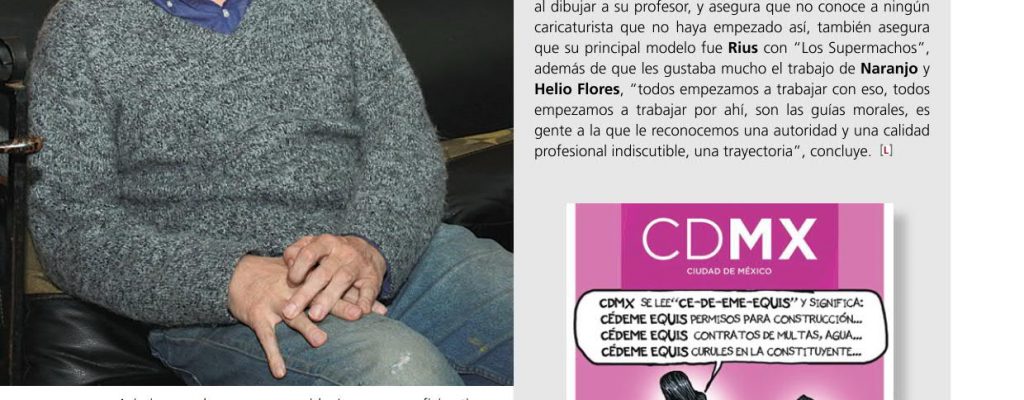 al dibujar a su profesor, y asegura que no conoce a ningún
caricaturista que no haya empezado así, también asegura
que su principal modelo fue Rius con “Los Supermachos”,
además de que les gustaba mucho el trabajo de Naranjo y
Helio Flores, “todos empezamos a trabajar con eso, todos
empezamos a trabajar por ahí, son las guías morales, es
gente a la que le reconocemos una autoridad y una calidad
profesional indiscutible, una trayectoria”, concluye. [L]
CDMX
CIUDAD DE MÉXICO
CDMX SE LEE “CE-DE-EME-EQUIS” Y SIGNIFICA:
CÉDEME EQUIS PERMISOS PARA CONSTRUCCIÓN...
CÉDEME EQUIS CONTRATOS DE MULTAS, AGUA...
CÉDEME EQUIS CURULES EN LA CONSTITUYENTE...